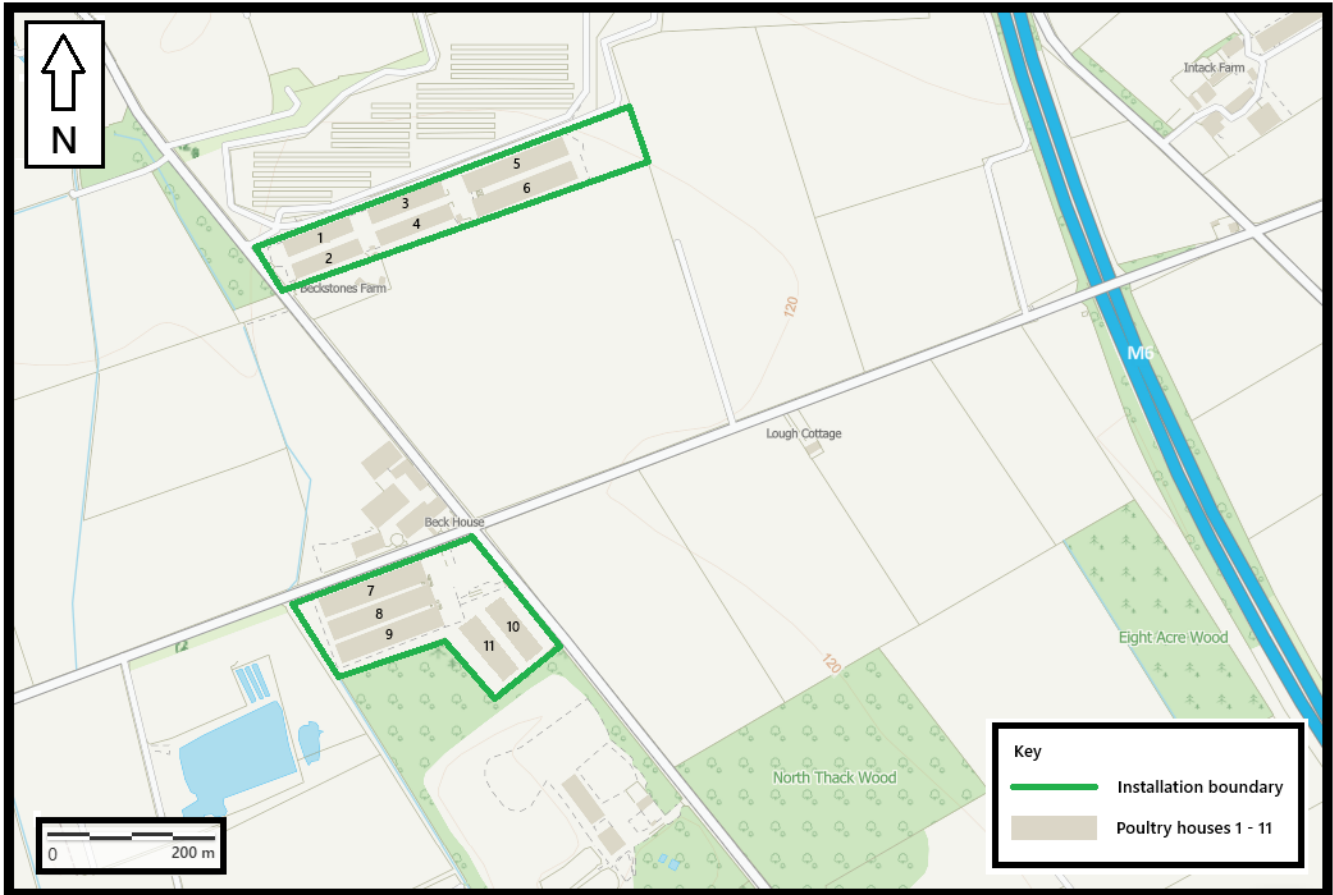 N
Intack Farm
5
6
3
4
1
2
Beckstones Farm
120
M6
Lough Cottage
Beck House
7
8
9
10
11
Eight Acre Wood
120
North Thack Wood
Key
Installation boundary
Poultry houses 1 - 11
0 200 m